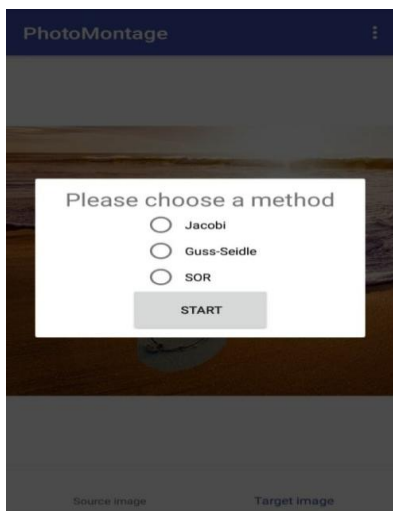 PhotoMontage
Please choose a method
Jacobi
Guss-Seidle
SOR
START
Source image
Target image